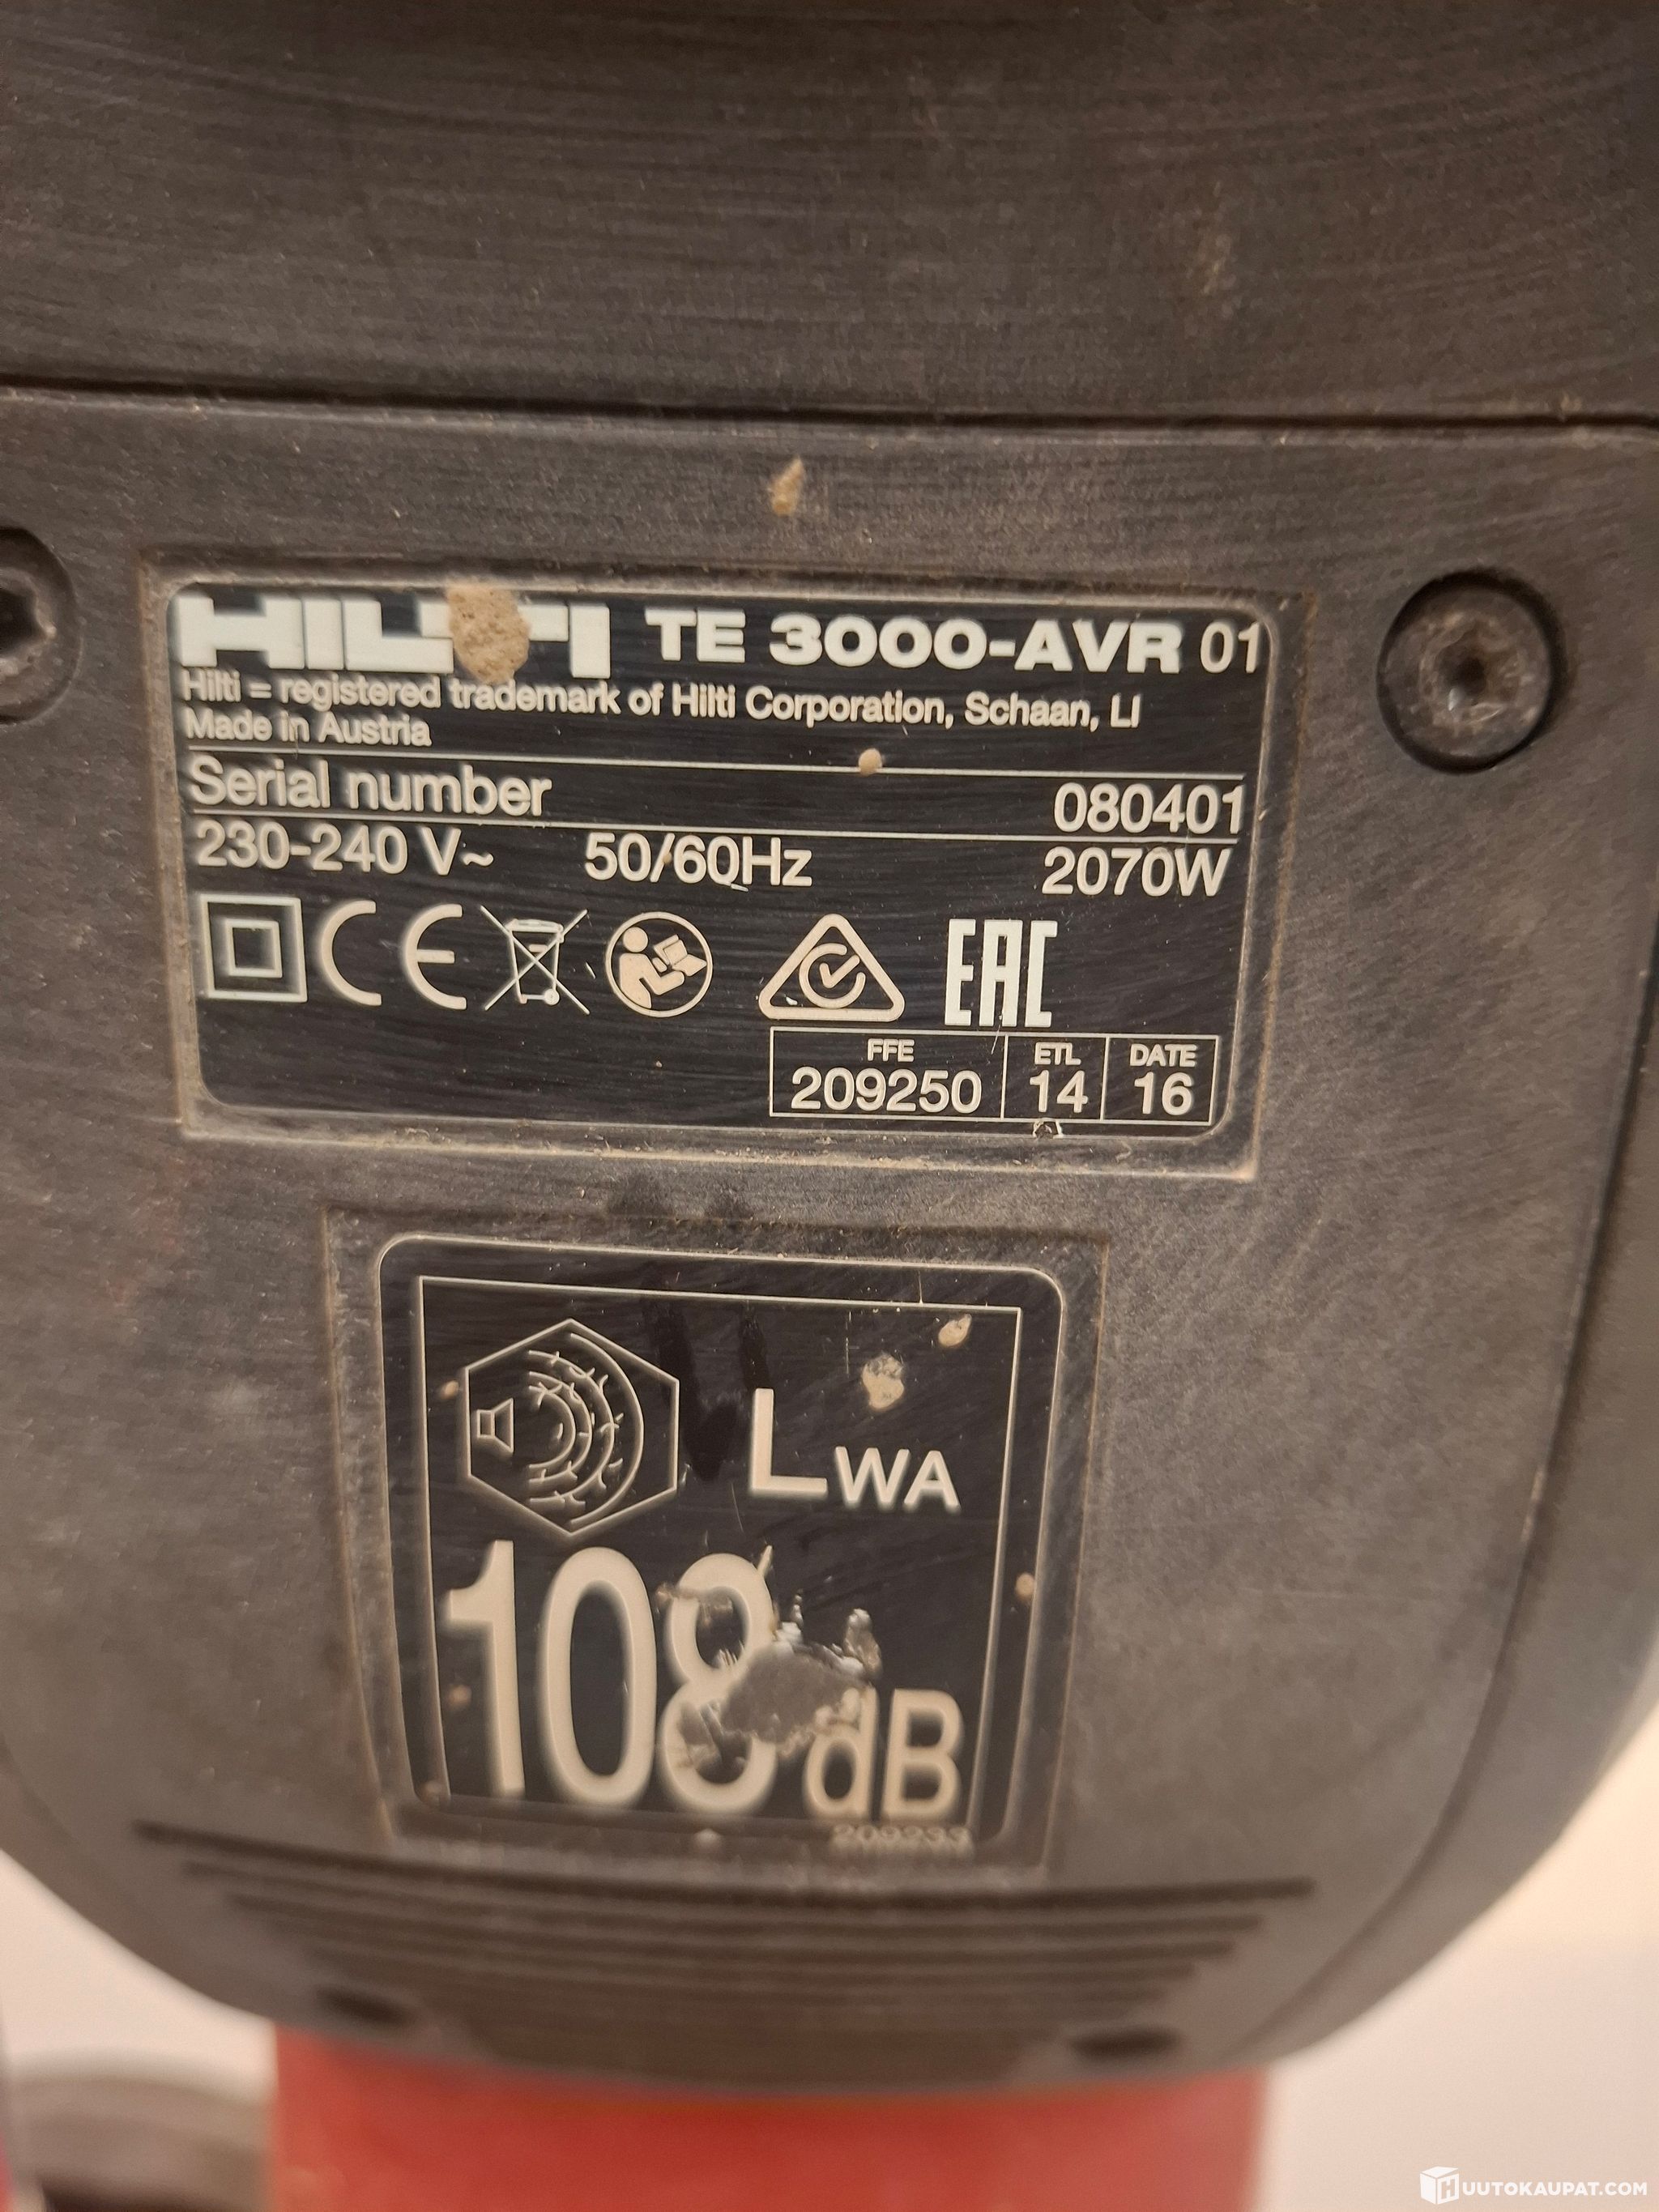 HILTI TE 3000-AVR 01
Hilti = registered trademark of Hilti Corporation, Schaan, LI
Made in Austria
Serial number 080401
230-240 V~ 50/60Hz 2070W
CE EAC
FFE ETL DATE
209250 14 16
LWA
108 dB
209233
HUUTOKAUPAT.COM